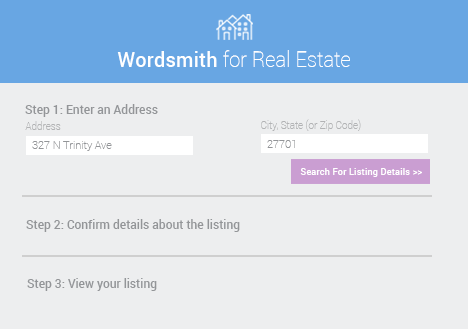 Wordsmith for Real Estate
Step 1: Enter an Address
Address
City, State (or Zip Code)
327 N Trinity Ave
27701
Search For Listing Details >>
Step 2: Confirm details about the listing
Step 3: View your listing